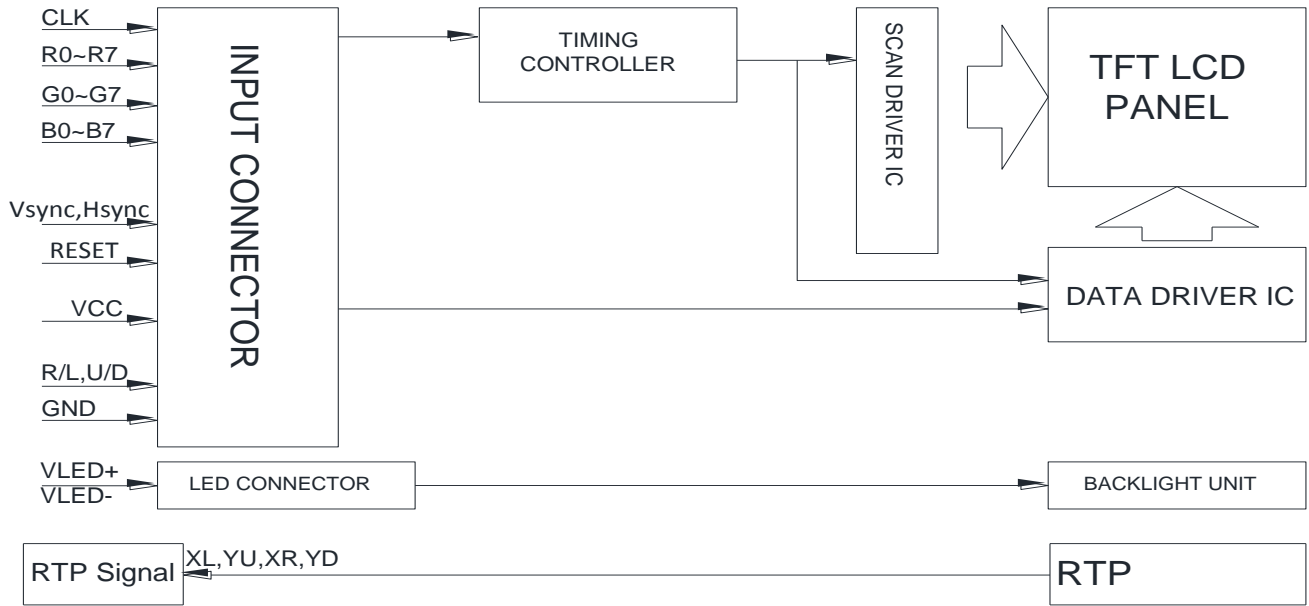 CLK
R0~R7
G0~G7
B0~B7
Vsync,Hsync
RESET
VCC
R/L,U/D
GND
INPUT CONNECTOR
TIMING
CONTROLLER
SCAN DRIVER IC
TFT LCD
PANEL
DATA DRIVER IC
VLED+
VLED-
LED CONNECTOR
BACKLIGHT UNIT
RTP Signal
XL,YU,XR,YD
RTP